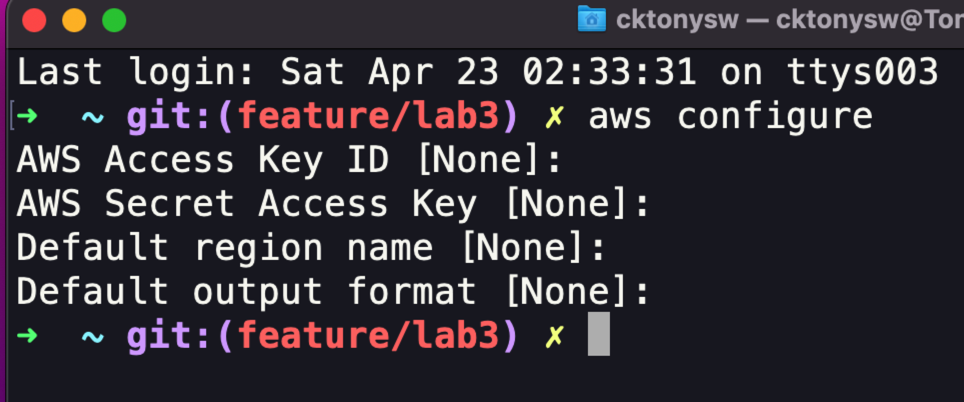 cktonysw — cktonysw@Ton
Last login: Sat Apr 23 02:33:31 on ttys003
[➜  ~ git:(feature/lab3) ✗ aws configure
AWS Access Key ID [None]:
AWS Secret Access Key [None]:
Default region name [None]:
Default output format [None]:
➜  ~ git:(feature/lab3) ✗